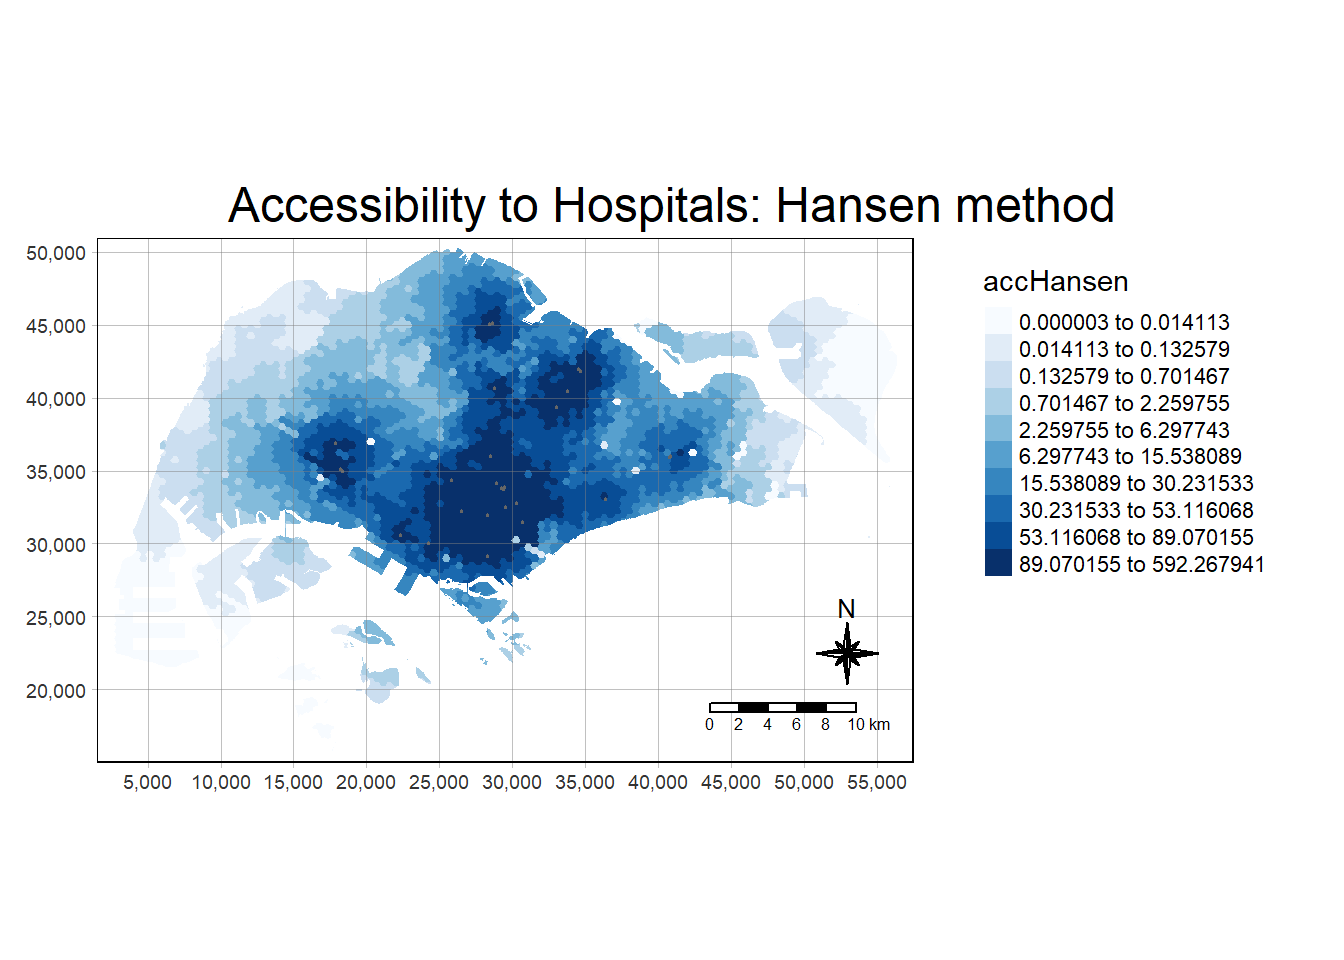 Accessibility to Hospitals: Hansen method
50,000
45,000
40,000
35,000
30,000
25,000
20,000
5,000 10,000 15,000 20,000 25,000 30,000 35,000 40,000 45,000 50,000 55,000
accHansen
0.000003 to 0.014113
0.014113 to 0.132579
0.132579 to 0.701467
0.701467 to 2.259755
2.259755 to 6.297743
6.297743 to 15.538089
15.538089 to 30.231533
30.231533 to 53.116068
53.116068 to 89.070155
89.070155 to 592.267941
N
0 2 4 6 8 10 km